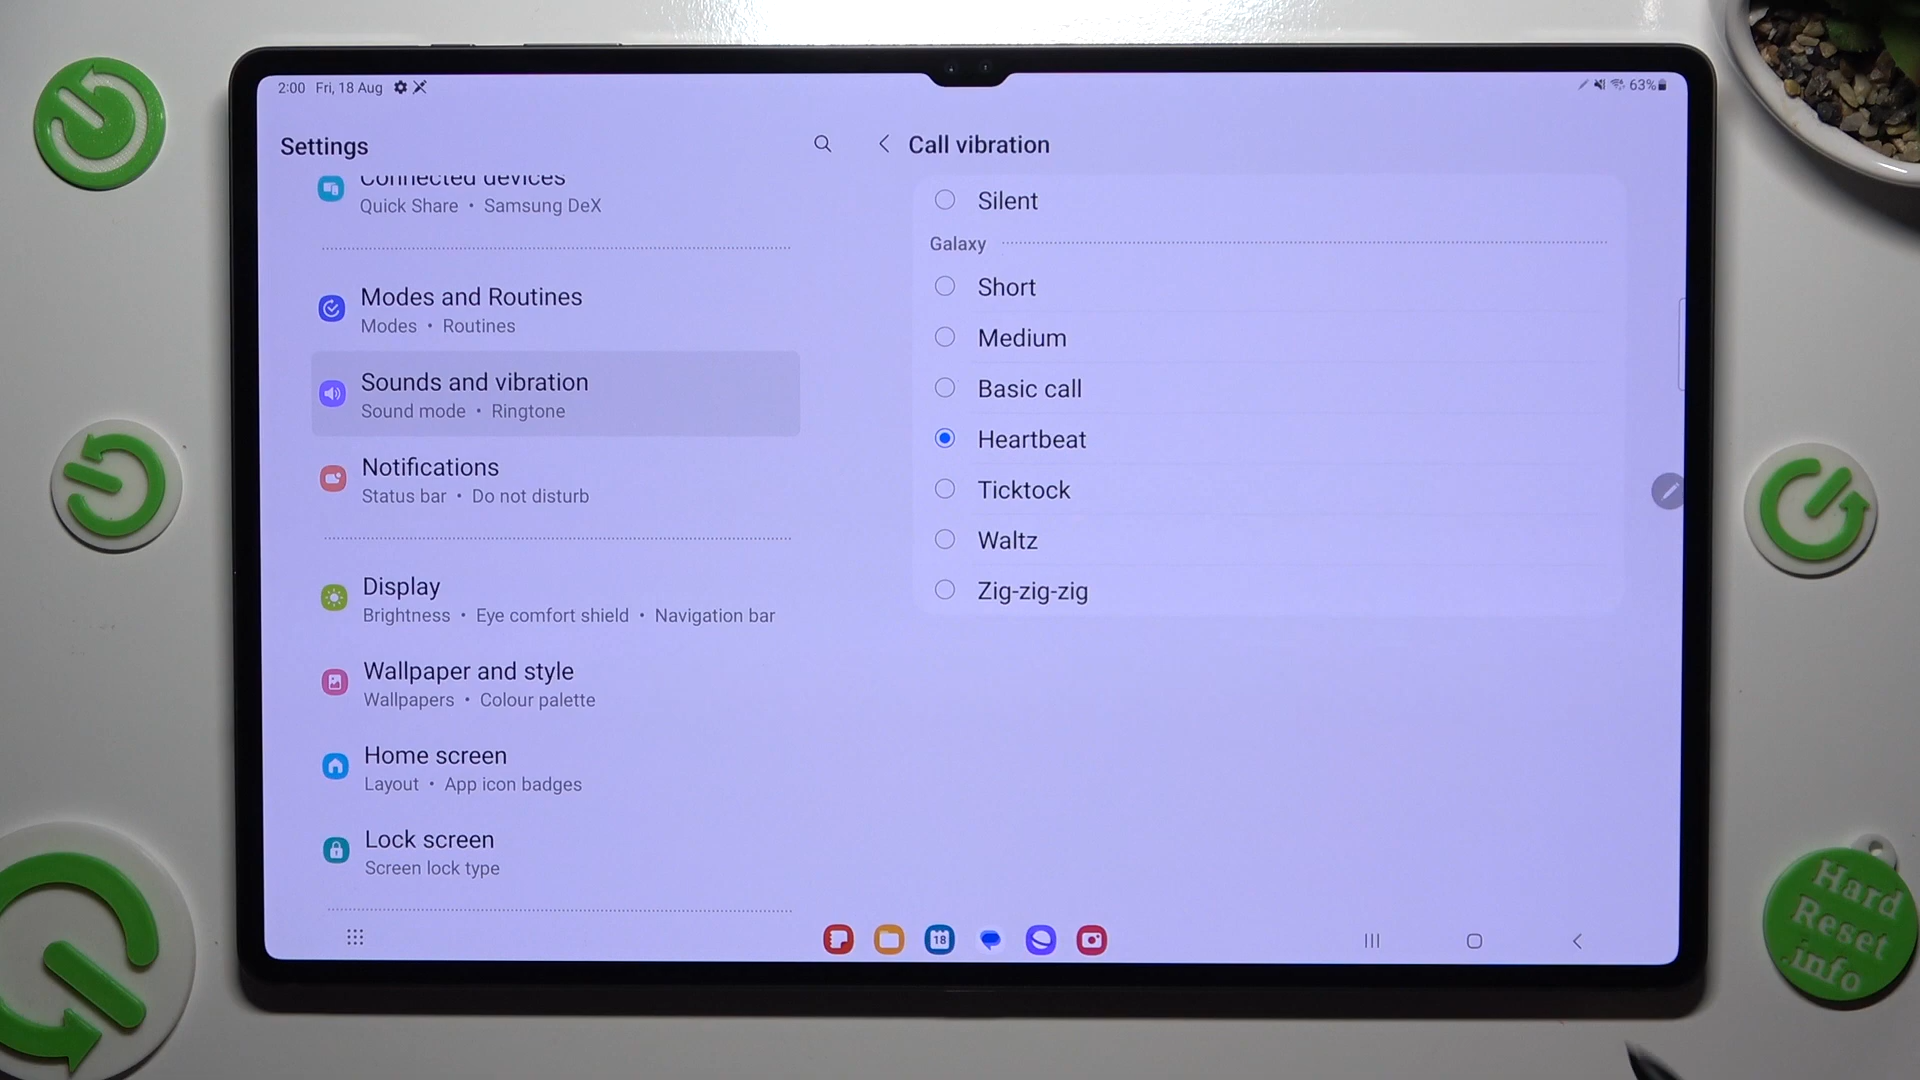 2:00 Fri, 18 Aug
63%
Settings
Connected devices
Quick Share • Samsung DeX
Modes and Routines
Modes • Routines
Sounds and vibration
Sound mode • Ringtone
Notifications
Status bar • Do not disturb
Display
Brightness • Eye comfort shield • Navigation bar
Wallpaper and style
Wallpapers • Colour palette
Home screen
Layout • App icon badges
Lock screen
Screen lock type
Call vibration
Silent
Galaxy
Short
Medium
Basic call
Heartbeat
Ticktock
Waltz
Zig-zig-zig
18
Hard
Reset
.info